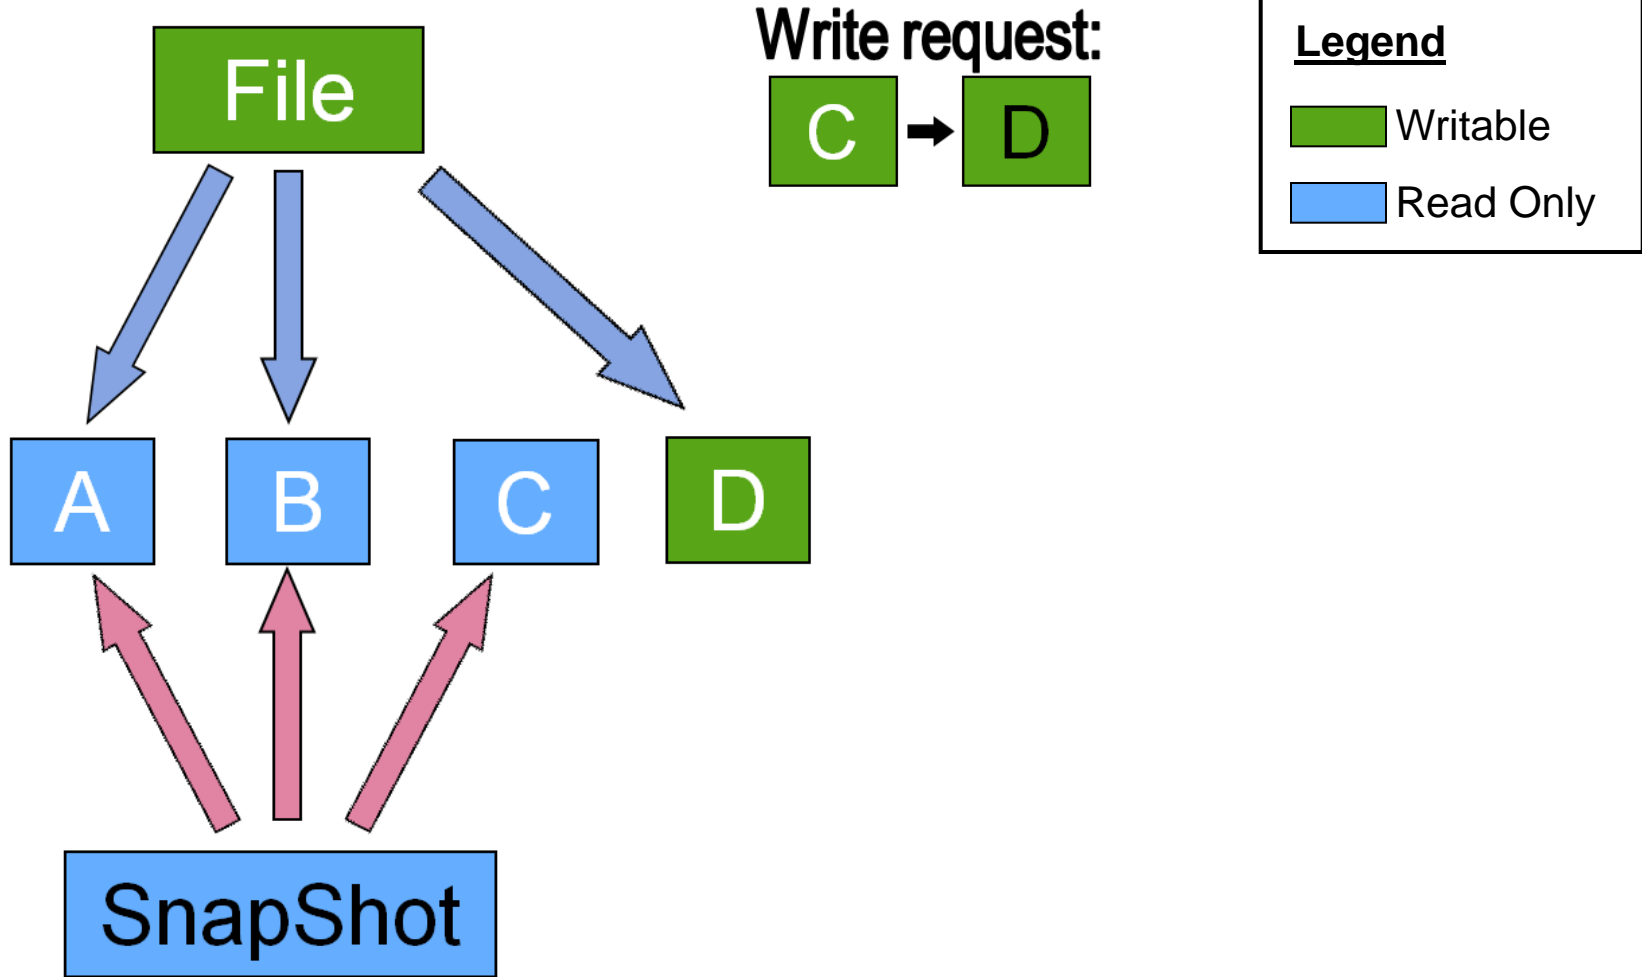 File
Write request:
C
D
Legend
Writable
Read Only
A
B
C
D
SnapShot